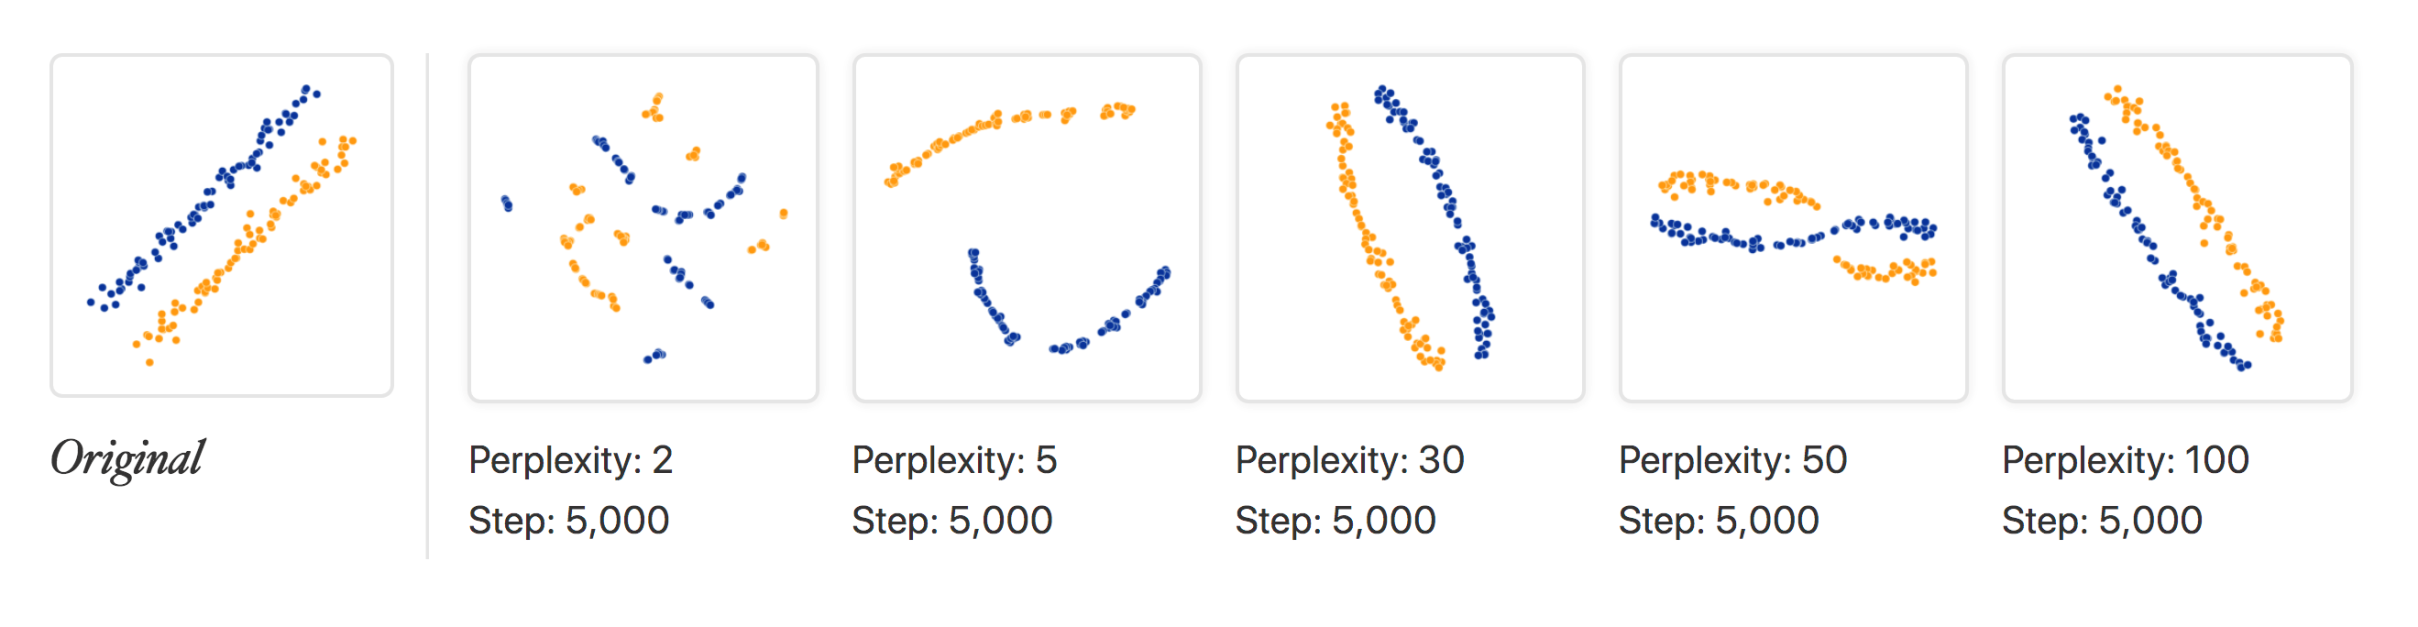 Original
Perplexity: 2
Step: 5,000
Perplexity: 5
Step: 5,000
Perplexity: 30
Step: 5,000
Perplexity: 50
Step: 5,000
Perplexity: 100
Step: 5,000